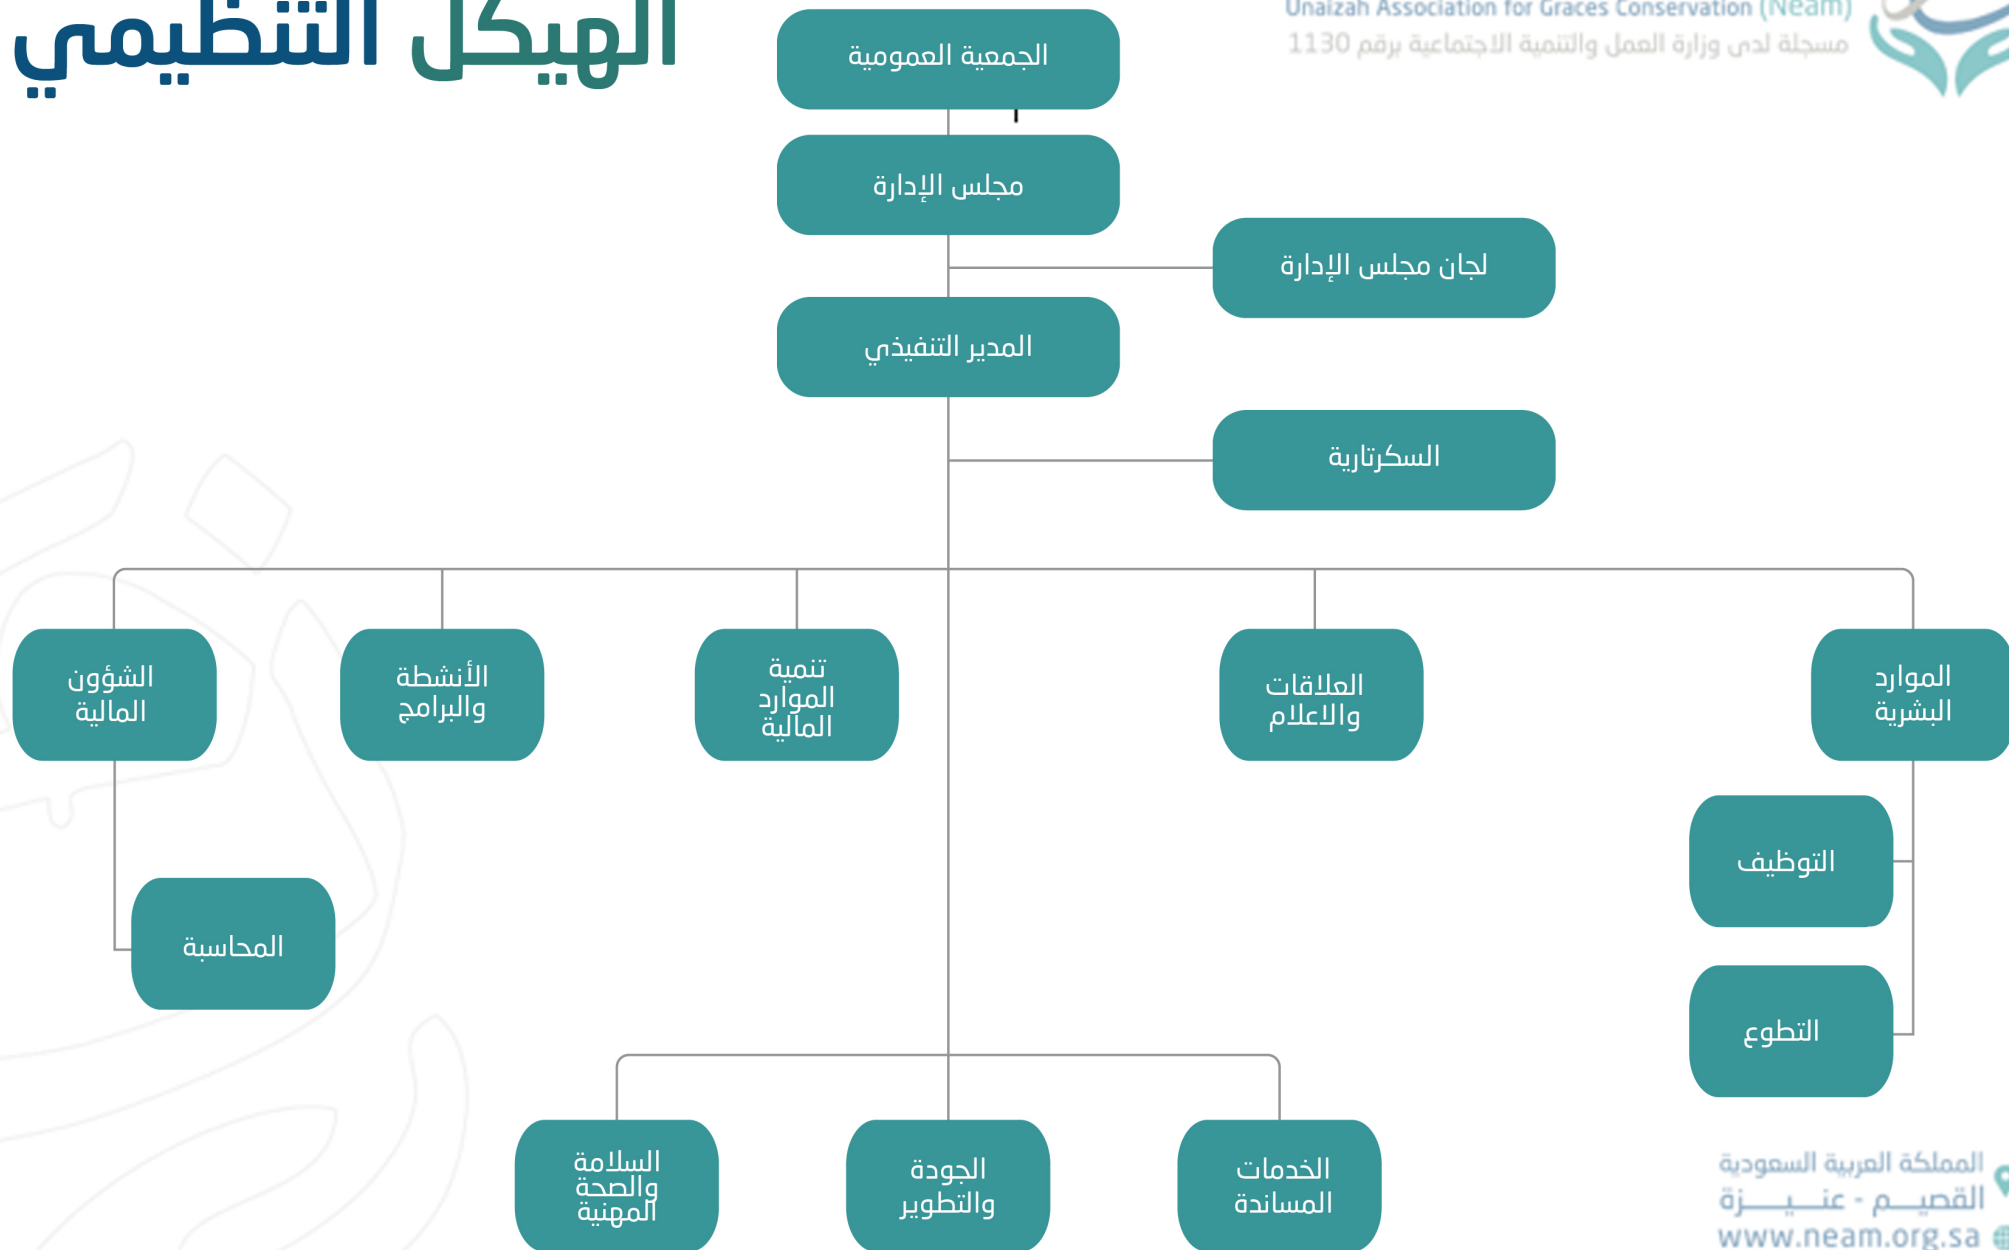 الهيكل التنظيمي
Unaizah Association for Graces Conservation (Neam)
مسجلة لدى وزارة العمل والتنمية الاجتماعية برقم 1130
الجمعية العمومية
مجلس الإدارة
لجان مجلس الإدارة
المدير التنفيذي
السكرتارية
الموارد
البشرية
العلاقات
والاعلام
تنمية
الموارد
المالية
الأنشطة
والبرامج
الشؤون
المالية
التوظيف
التطوع
المحاسبة
الخدمات
المساندة
الجودة
والتطوير
السلامة
والصحة
المهنية
المملكة العربية السعودية
القصيـــم - عنـــيـــــزة
www.neam.org.sa